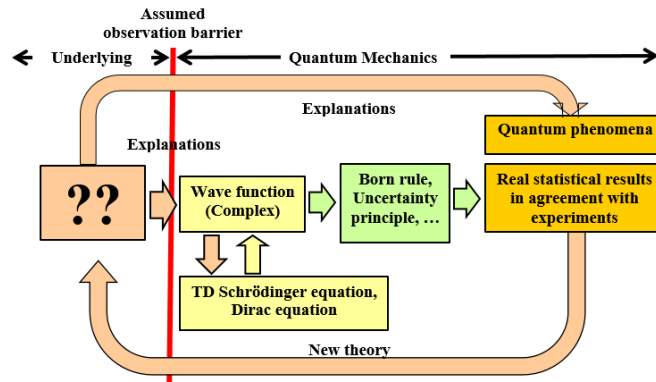 Assumed
observation barrier
Underlying
Quantum Mechanics
Explanations
Explanations
Quantum phenomena
??
Wave function
(Complex)
Born rule,
Uncertainty
principle, …
Real statistical results
in agreement with
experiments
TD Schrödinger equation,
Dirac equation
New theory